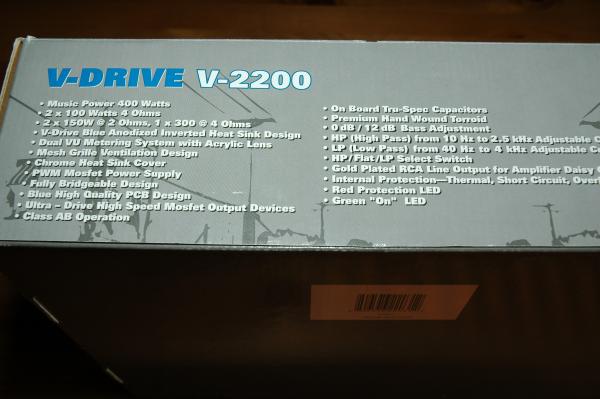 V-DRIVE V-2200
• Music Power 400 Watts
• 2 x 100 Watts 4 Ohms
• 2 x 150W @ 2 Ohms, 1 x 300 @ 4 Ohms
• V-Drive Blue Anodized Inverted Heat Sink Design
• Dual VU Metering System with Acrylic Lens
• Mesh Grille Ventilation Design
• Chrome Heat Sink Cover
• PWM Mosfet Power Supply
• Fully Bridgeable Design
• Blue High Quality PCB Design
• Ultra – Drive High Speed Mosfet Output Devices
• Class AB Operation
• On Board Tru-Spec Capacitors
• Premium Hand Wound Torroid
• 0 dB / 12 dB Bass Adjustment
• HP (High Pass) from 10 Hz to 2.5 kHz Adjustable
• LP (Low Pass) from 40 Hz to 4 kHz Adjustable
• HP/Flat/LP Select Switch
• Gold Plated RCA Line Output for Amplifier Daisy
• Internal Protection—Thermal, Short Circuit,
• Red Protection LED
• Green "On" LED